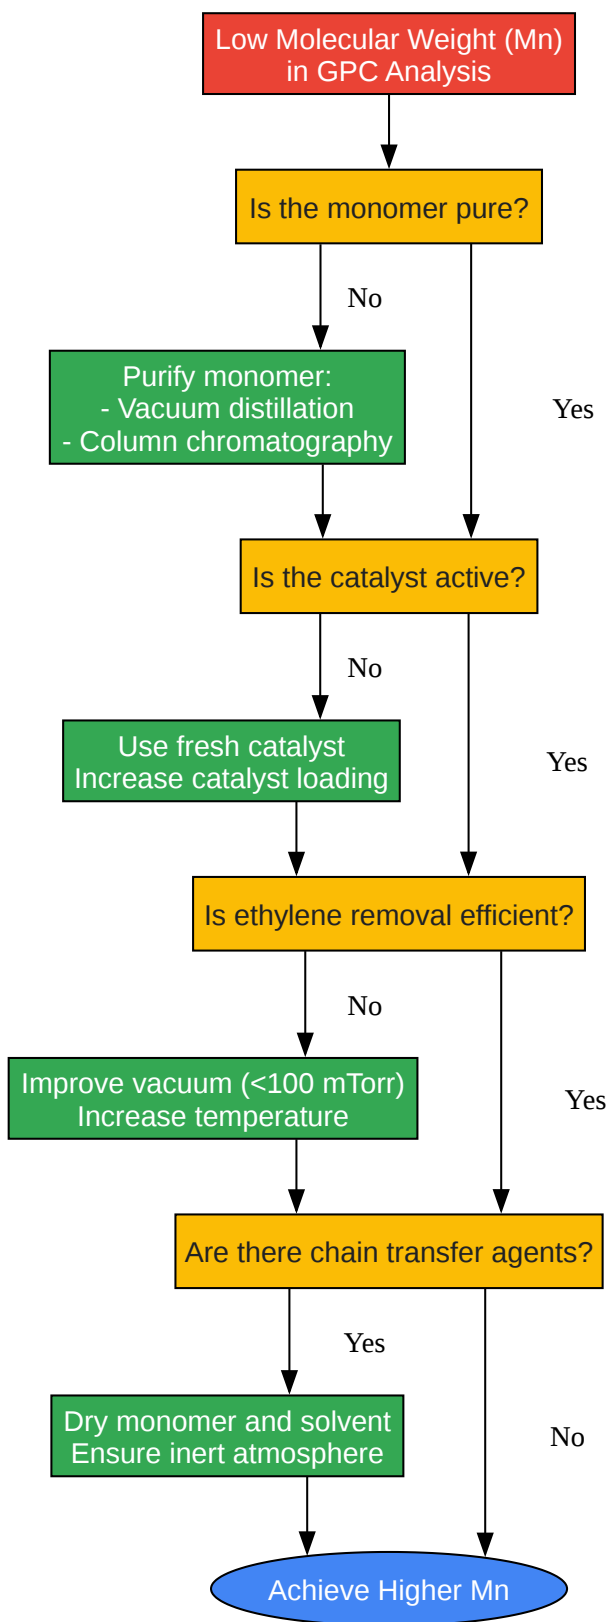 Low Molecular Weight (Mn)
in GPC Analysis
Is the monomer pure?
No
Purify monomer:
- Vacuum distillation
- Column chromatography
Yes
Is the catalyst active?
No
Use fresh catalyst
Increase catalyst loading
Yes
Is ethylene removal efficient?
No
Improve vacuum (<100 mTorr)
Increase temperature
Yes
Are there chain transfer agents?
Yes
Dry monomer and solvent
Ensure inert atmosphere
No
Achieve Higher Mn